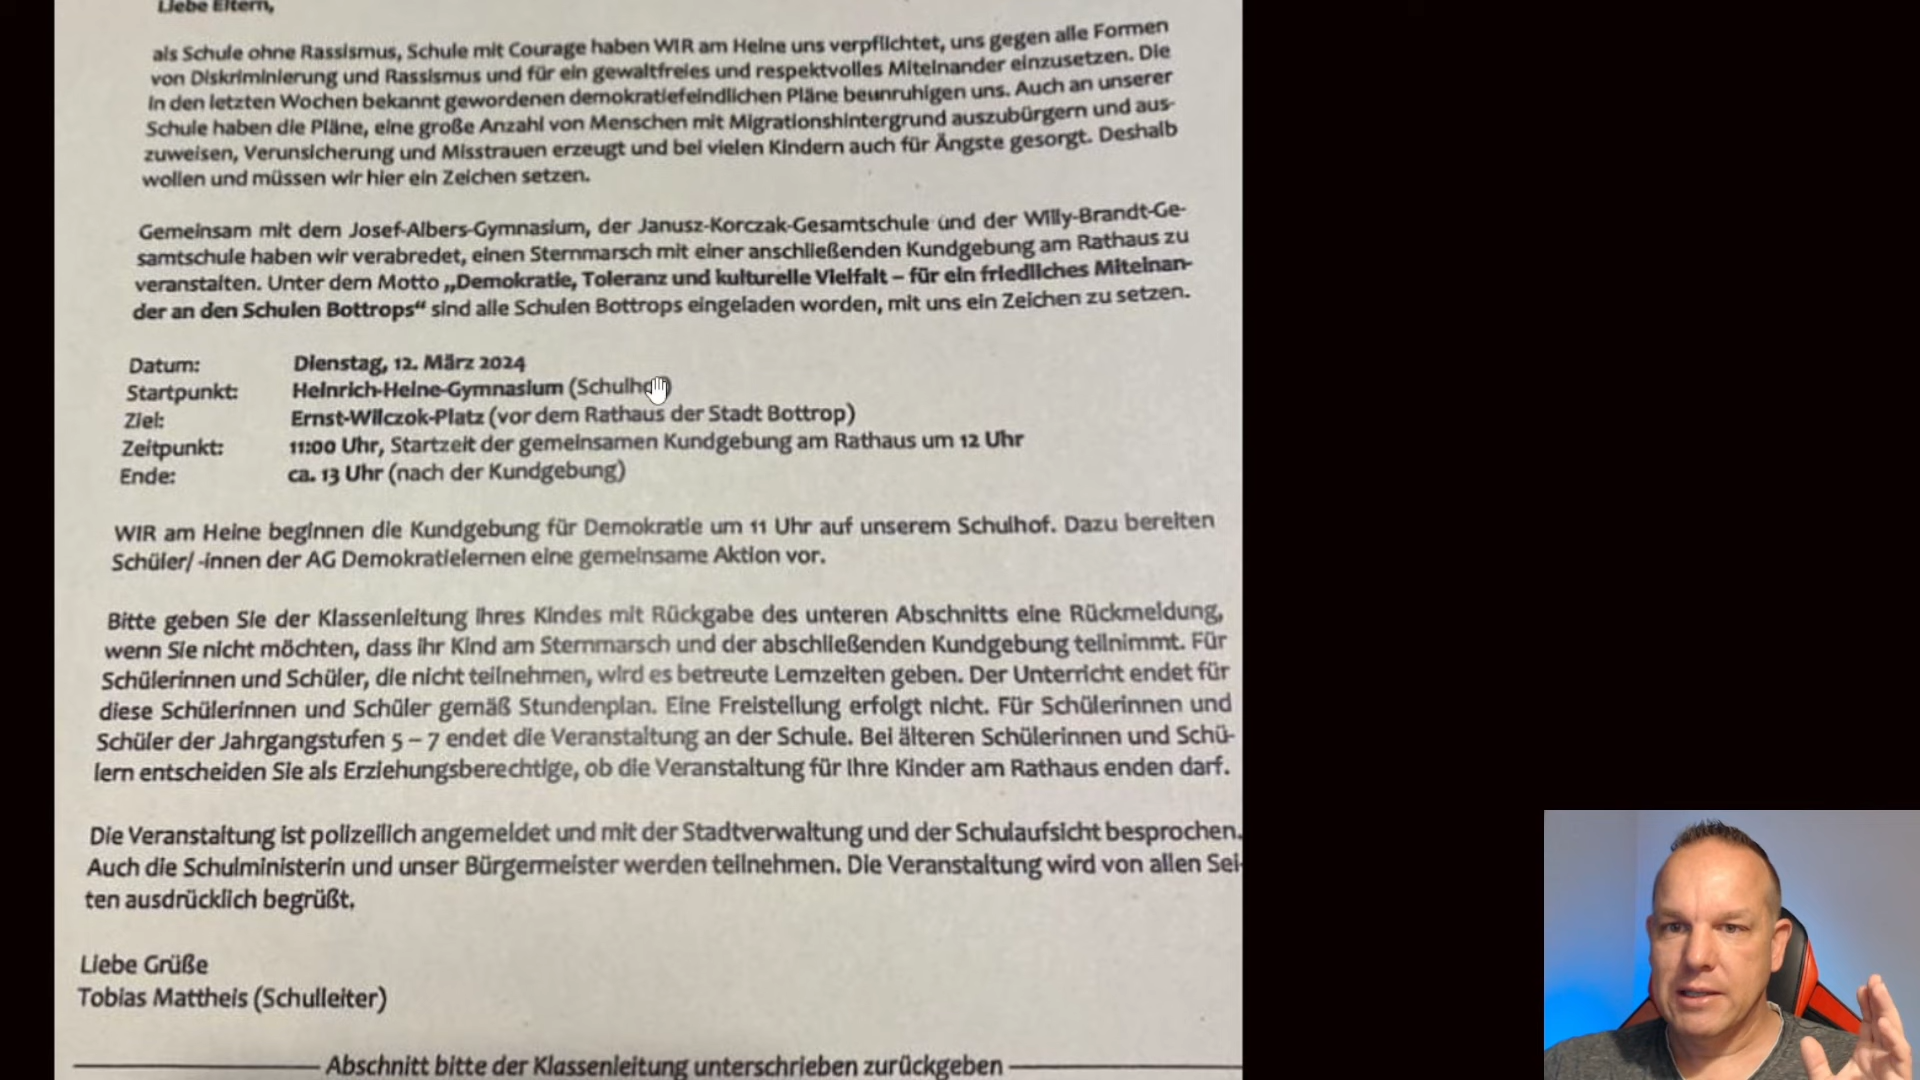 Liebe Eltern,
als Schule ohne Rassismus, Schule mit Courage haben WIR am Heine uns verpflichtet, uns gegen alle Formen
von Diskriminierung und Rassismus und für ein gewaltfreies und respektvolles Miteinander einzusetzen. Die
in den letzten Wochen bekannt gewordenen demokratiefeindlichen Pläne beunruhigen uns. Auch an unserer
Schule haben die Pläne, eine große Anzahl von Menschen mit Migrationshintergrund auszubürgern und aus-
zuweisen, Verunsicherung und Misstrauen erzeugt und bei vielen Kindern auch für Ängste gesorgt. Deshalb
wollen und müssen wir hier ein Zeichen setzen.
Gemeinsam mit dem Josef-Albers-Gymnasium, der Janusz-Korczak-Gesamtschule und der Willy-Brandt-Ge-
samtschule haben wir verabredet, einen Sternmarsch mit einer anschließenden Kundgebung am Rathaus zu
veranstalten. Unter dem Motto „Demokratie, Toleranz und kulturelle Vielfalt – für ein friedliches Miteinan-
der an den Schulen Bottrops“ sind alle Schulen Bottrops eingeladen worden, mit uns ein Zeichen zu setzen.
Datum: Dienstag, 12. März 2024
Startpunkt: Heinrich-Heine-Gymnasium (Schulhof)
Ziel: Ernst-Wilczok-Platz (vor dem Rathaus der Stadt Bottrop)
Zeitpunkt: 11:00 Uhr, Startzeit der gemeinsamen Kundgebung am Rathaus um 12 Uhr
Ende: ca. 13 Uhr (nach der Kundgebung)
WIR am Heine beginnen die Kundgebung für Demokratie um 11 Uhr auf unserem Schulhof. Dazu bereiten
Schüler/ -innen der AG Demokratielernen eine gemeinsame Aktion vor.
Bitte geben Sie der Klassenleitung Ihres Kindes mit Rückgabe des unteren Abschnitts eine Rückmeldung,
wenn Sie nicht möchten, dass ihr Kind am Sternmarsch und der abschließenden Kundgebung teilnimmt. Für
Schülerinnen und Schüler, die nicht teilnehmen, wird es betreute Lernzeiten geben. Der Unterricht endet für
diese Schülerinnen und Schüler gemäß Stundenplan. Eine Freistellung erfolgt nicht. Für Schülerinnen und
Schüler der Jahrgangstufen 5 – 7 endet die Veranstaltung an der Schule. Bei älteren Schülerinnen und Schü-
lern entscheiden Sie als Erziehungsberechtige, ob die Veranstaltung für Ihre Kinder am Rathaus enden darf.
Die Veranstaltung ist polizeilich angemeldet und mit der Stadtverwaltung und der Schulaufsicht besprochen.
Auch die Schulministerin und unser Bürgermeister werden teilnehmen. Die Veranstaltung wird von allen Sei-
ten ausdrücklich begrüßt.
Liebe Grüße
Tobias Mattheis (Schulleiter)
Abschnitt bitte der Klassenleitung unterschrieben zurückgeben